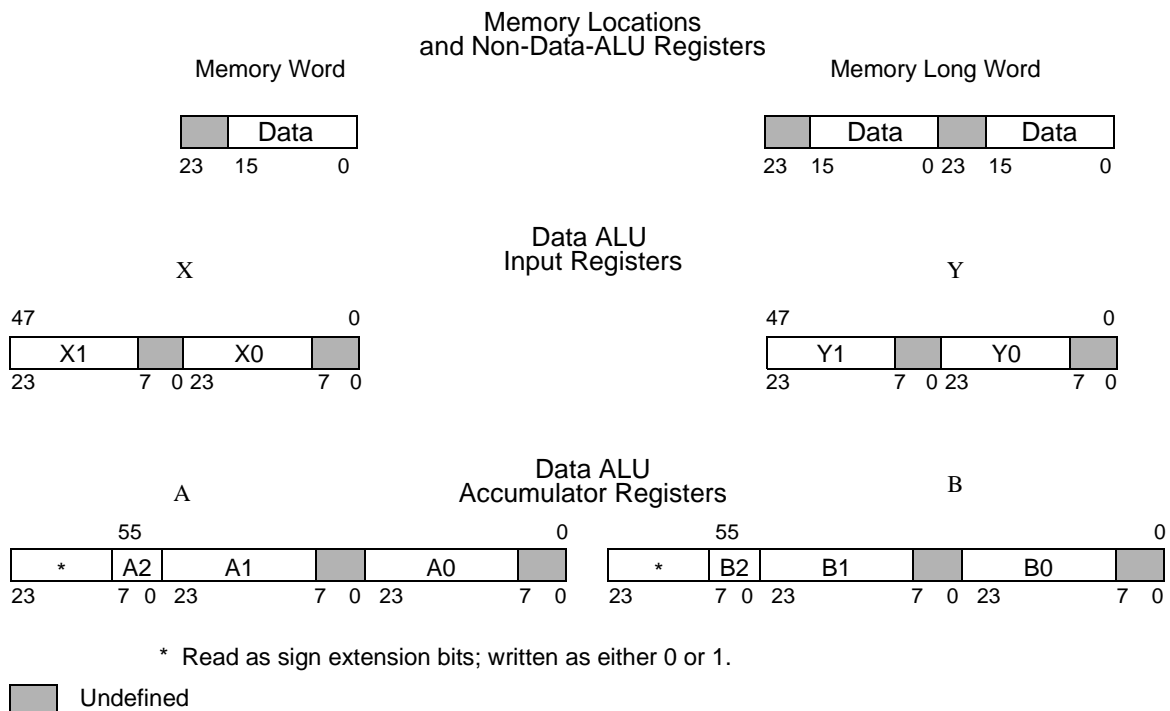 Memory Locations
and Non-Data-ALU Registers
Memory Word
Memory Long Word
Data
Data
Data
23 15 0
23 15 0 23 15 0
Data ALU
Input Registers
X
Y
47 0
47 0
X1 X0
Y1 Y0
23 7 0 23 7 0
23 7 0 23 7 0
Data ALU
Accumulator Registers
A
B
55 0
55 0
* A2 A1 A0
* B2 B1 B0
23 7 0 23 7 0 23 7 0
23 7 0 23 7 0 23 7 0
* Read as sign extension bits; written as either 0 or 1.
Undefined